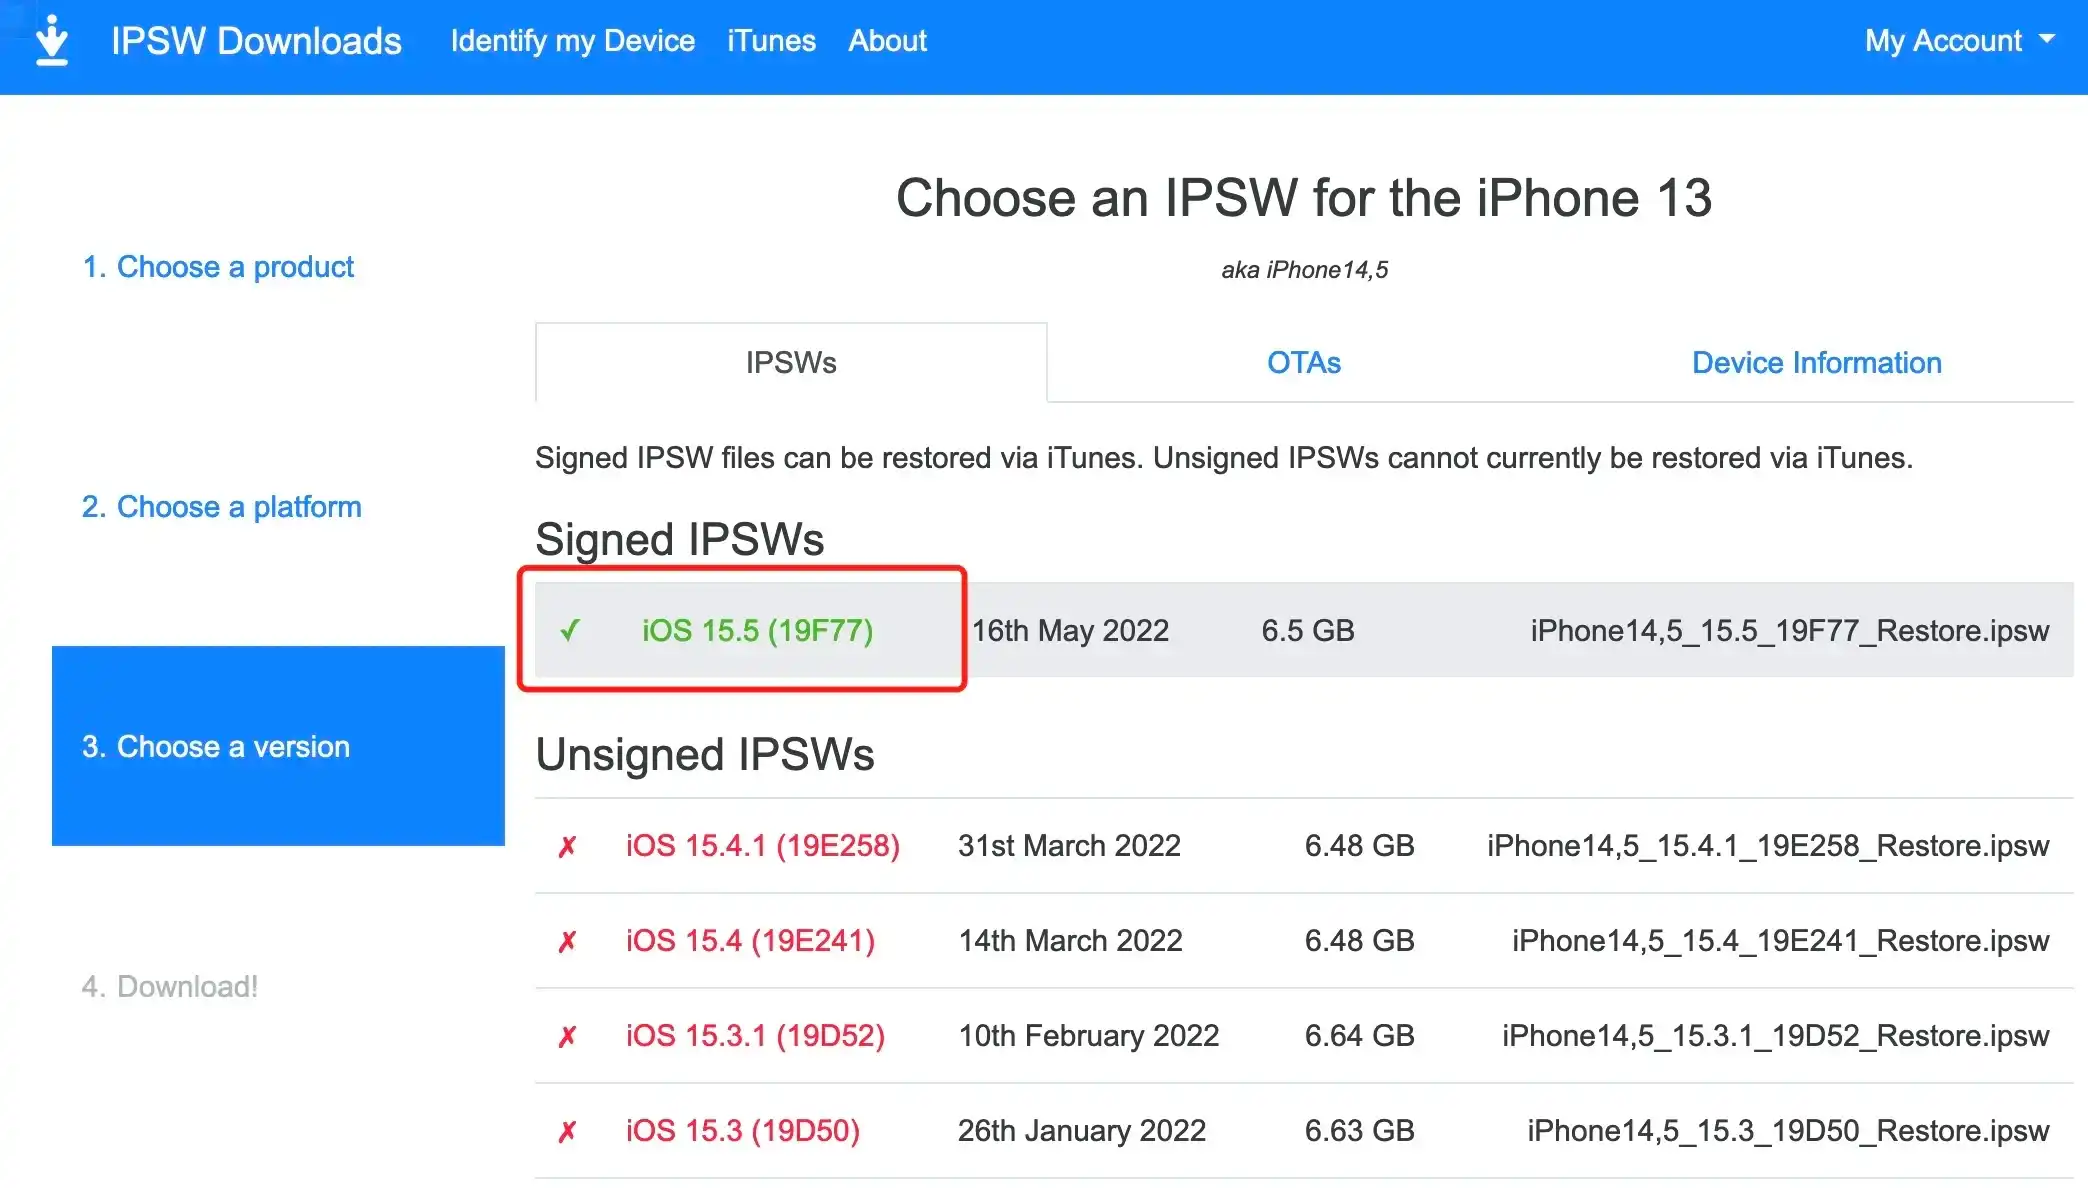 IPSW Downloads Identify my Device iTunes About My Account
Choose an IPSW for the iPhone 13
aka iPhone14,5
1. Choose a product
2. Choose a platform
3. Choose a version
4. Download!
IPSWs OTAs Device Information
Signed IPSW files can be restored via iTunes. Unsigned IPSWs cannot currently be restored via iTunes.
Signed IPSWs
✓ iOS 15.5 (19F77) 16th May 2022 6.5 GB iPhone14,5_15.5_19F77_Restore.ipsw
Unsigned IPSWs
✗ iOS 15.4.1 (19E258) 31st March 2022 6.48 GB iPhone14,5_15.4.1_19E258_Restore.ipsw
✗ iOS 15.4 (19E241) 14th March 2022 6.48 GB iPhone14,5_15.4_19E241_Restore.ipsw
✗ iOS 15.3.1 (19D52) 10th February 2022 6.64 GB iPhone14,5_15.3.1_19D52_Restore.ipsw
✗ iOS 15.3 (19D50) 26th January 2022 6.63 GB iPhone14,5_15.3_19D50_Restore.ipsw